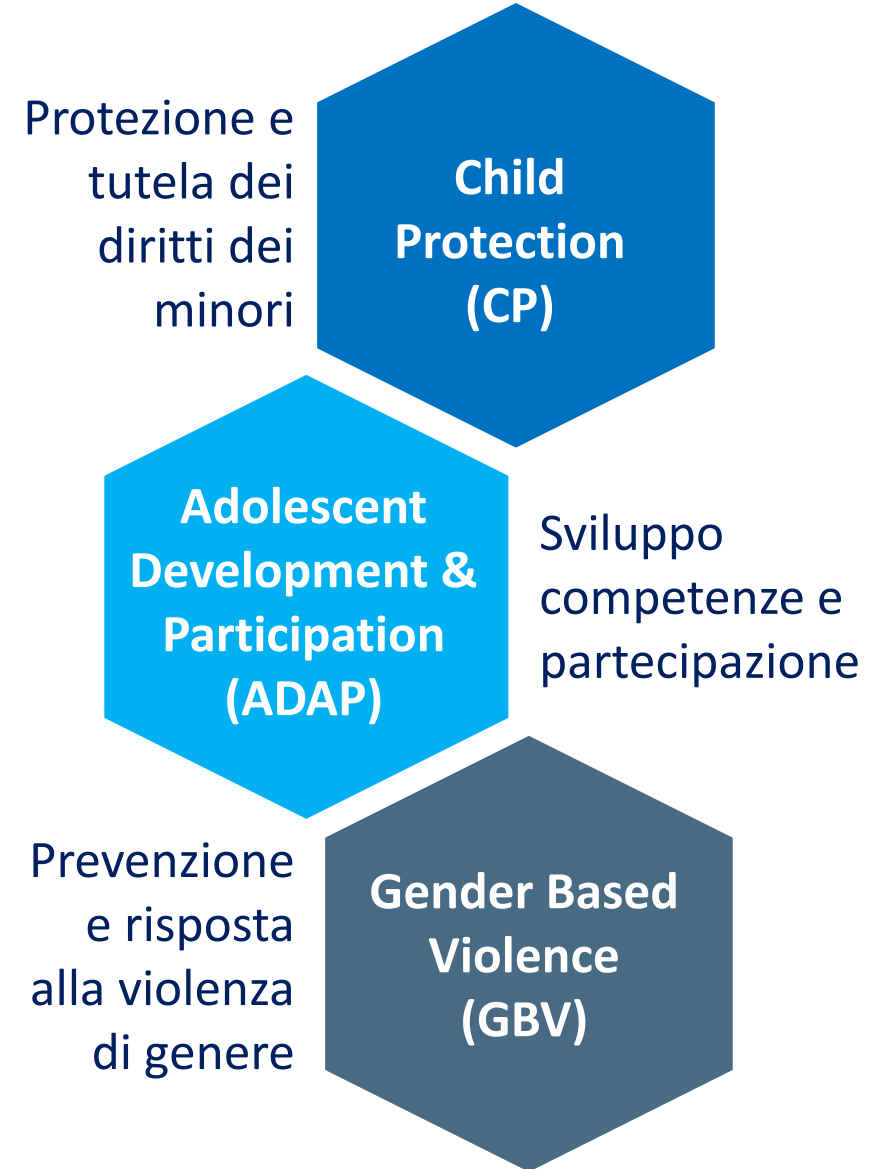 Protezione e
tutela dei
diritti dei
minori
Child
Protection
(CP)
Adolescent
Development &
Participation
(ADAP)
Sviluppo
competenze e
partecipazione
Prevenzione
e risposta
alla violenza
di genere
Gender Based
Violence
(GBV)